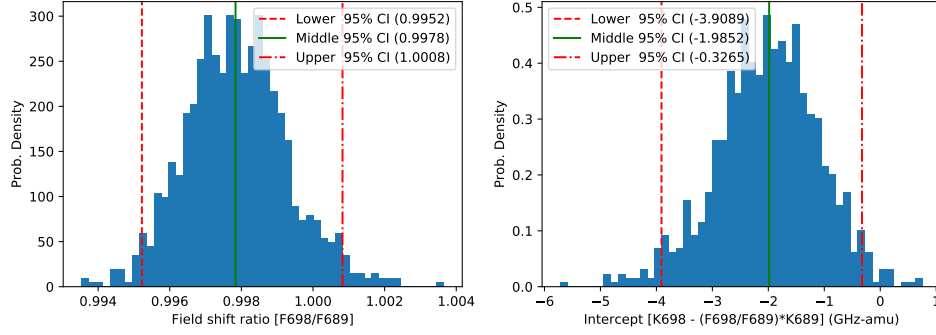 300
250
200
150
100
50
0
Prob. Density
Lower  95% CI (0.9952)
Middle 95% CI (0.9978)
Upper  95% CI (1.0008)
0.994 0.996 0.998 1.000 1.002 1.004
Field shift ratio [F698/F689]
0.5
0.4
0.3
0.2
0.1
0.0
Prob. Density
Lower  95% CI (-3.9089)
Middle 95% CI (-1.9852)
Upper  95% CI (-0.3265)
−6 −5 −4 −3 −2 −1 0 1
Intercept [K698 - (F698/F689)*K689] (GHz-amu)